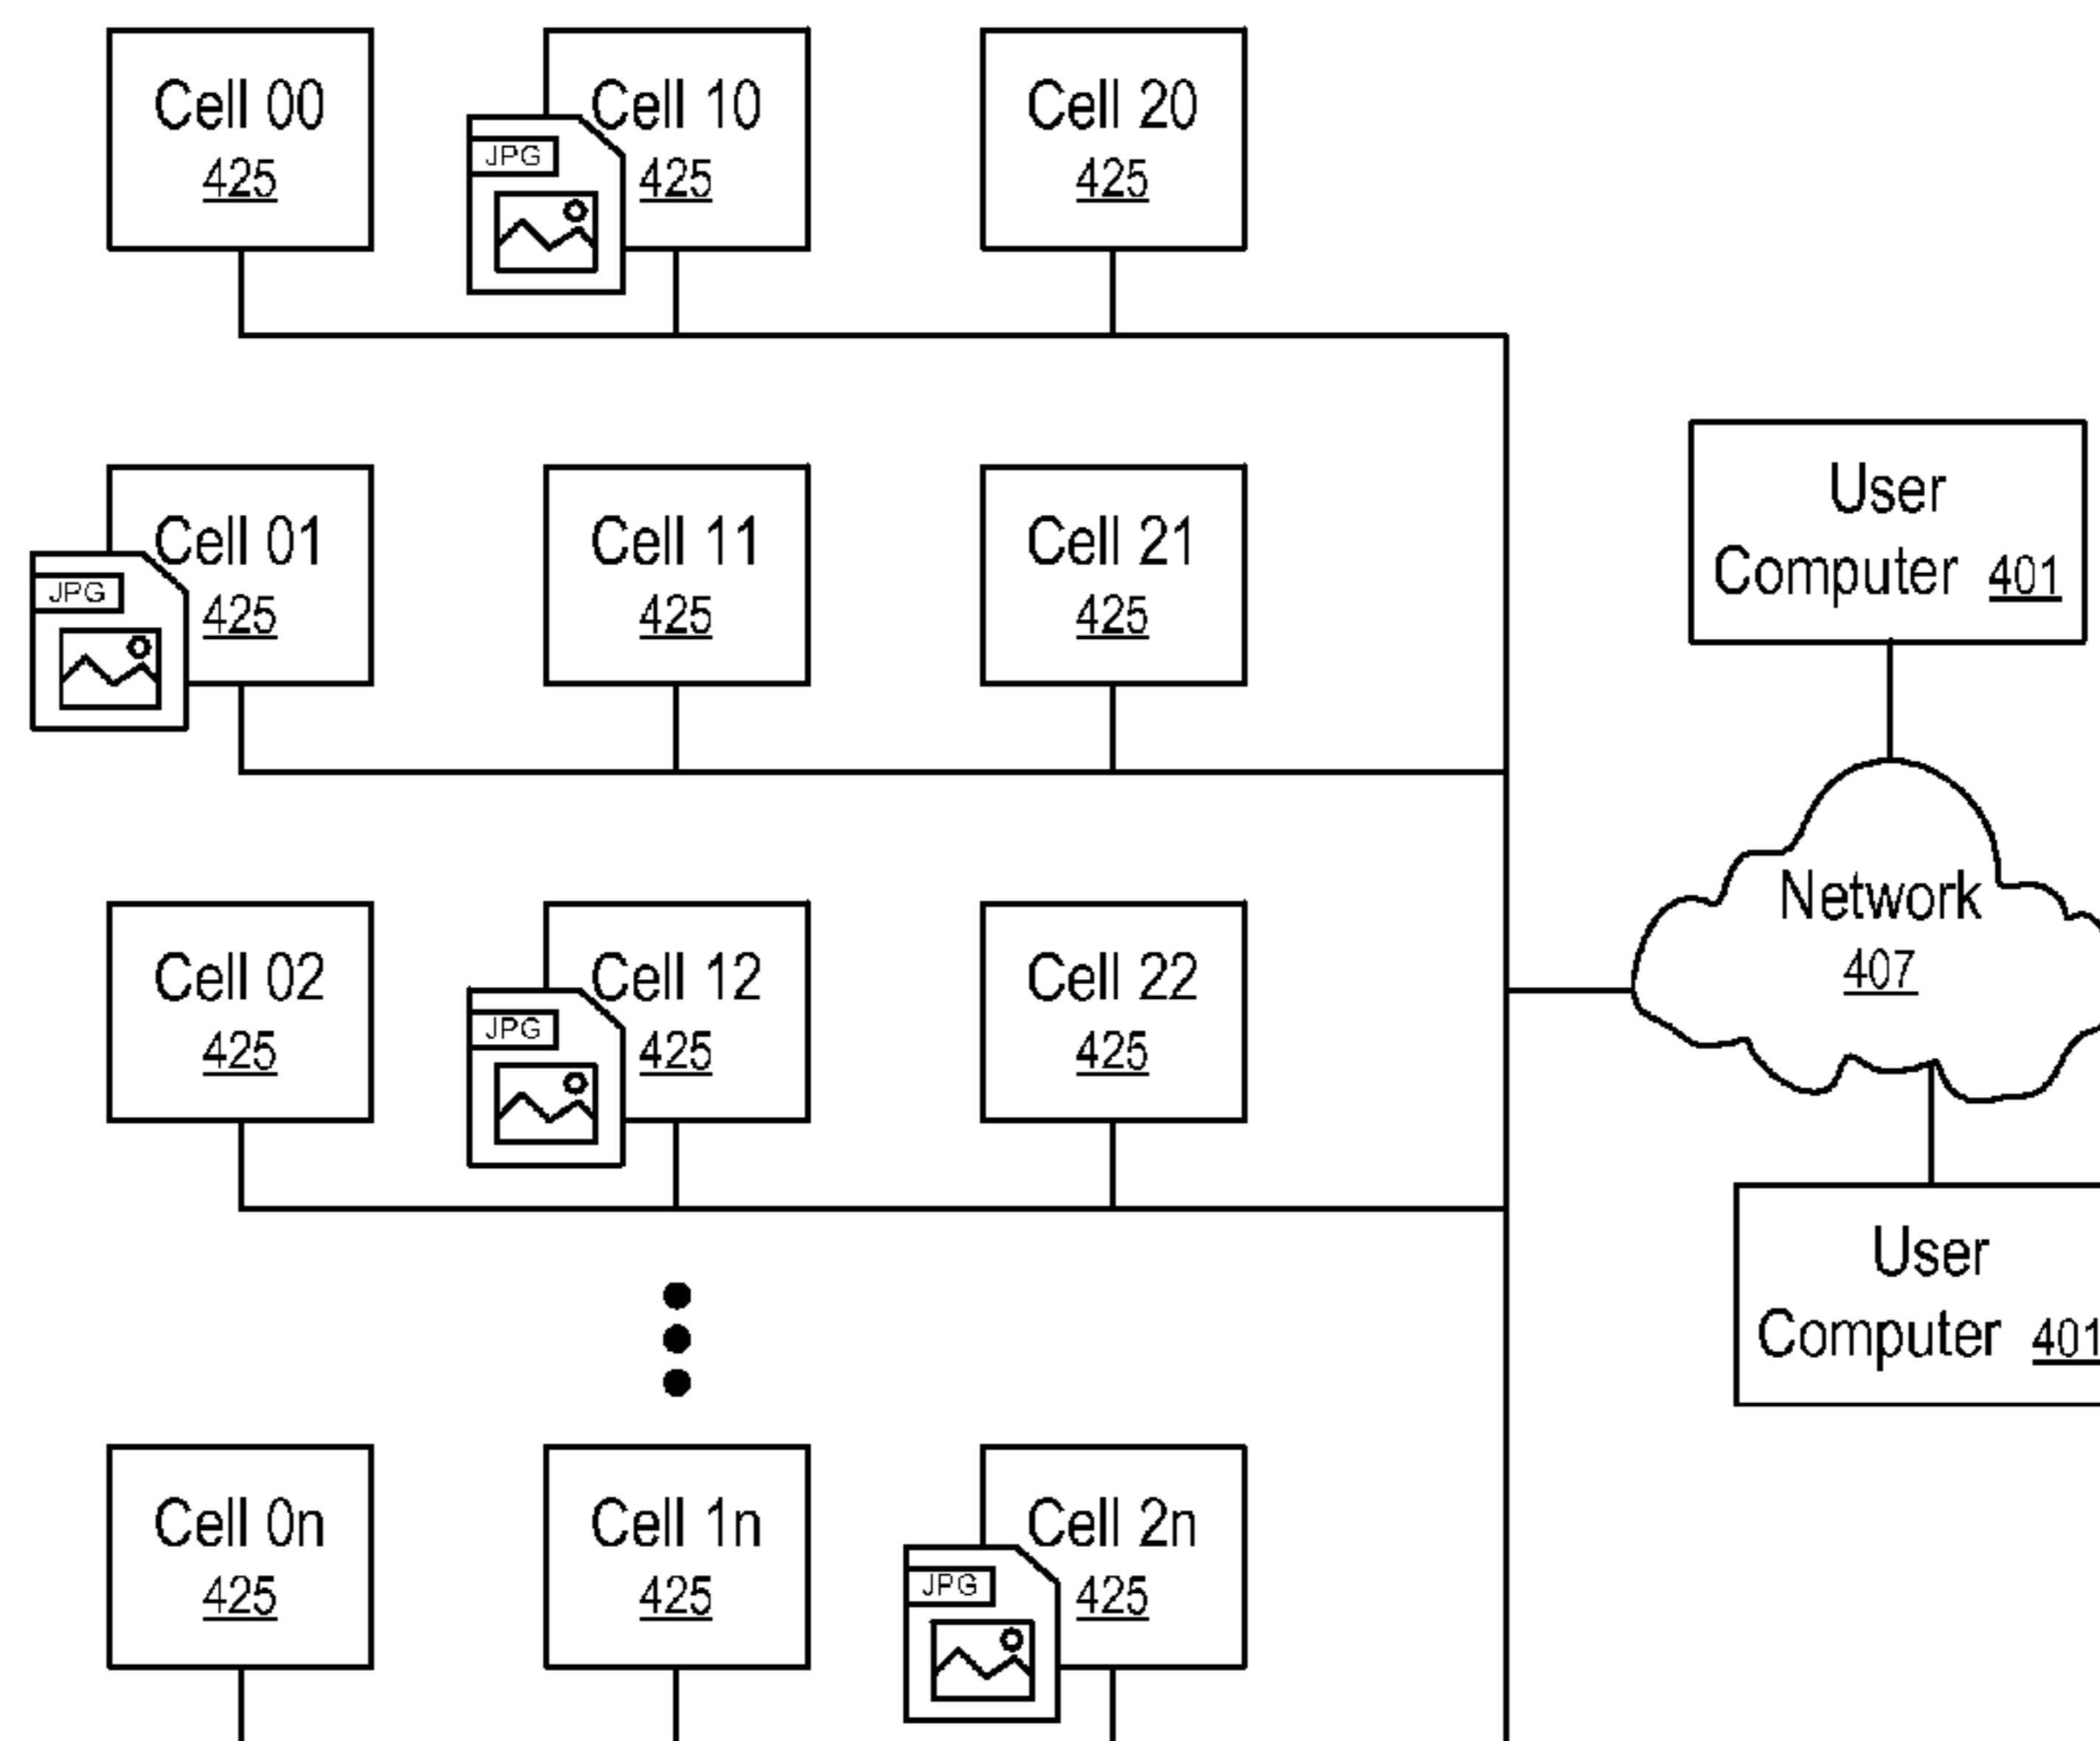 Cell 00
425
Cell 10
JPG
425
Cell 20
425
Cell 01
JPG
425
Cell 11
425
Cell 21
425
User
Computer 401
Cell 02
425
Cell 12
JPG
425
Cell 22
425
Network
407
User
Computer 401
Cell 0n
425
Cell 1n
425
Cell 2n
JPG
425